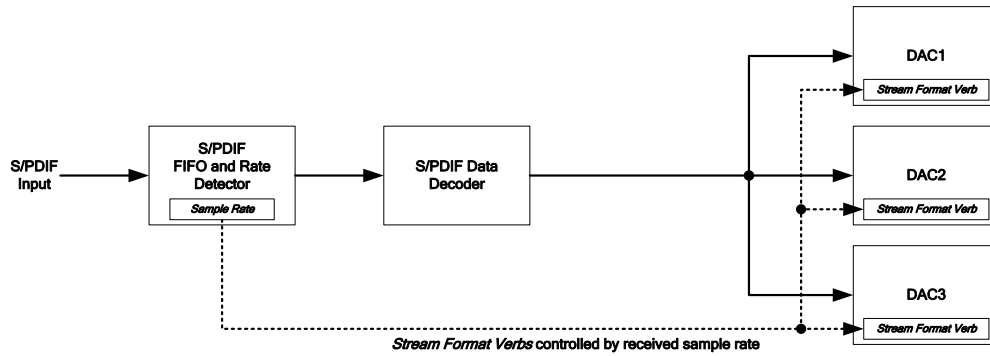 S/PDIF
Input
S/PDIF
FIFO and Rate
Detector
Sample Rate
S/PDIF Data
Decoder
DAC1
Stream Format Verb
DAC2
Stream Format Verb
DAC3
Stream Format Verb
Stream Format Verbs controlled by received sample rate